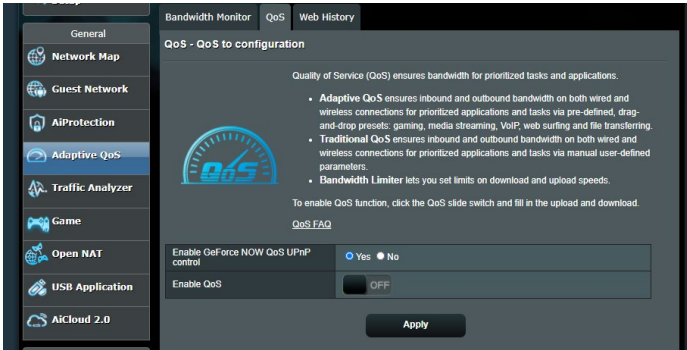 Bandwidth Monitor QoS Web History
General
QoS - QoS to configuration
Network Map
Quality of Service (QoS) ensures bandwidth for prioritized tasks and applications.
Guest Network
• Adaptive QoS ensures inbound and outbound bandwidth on both wired and
wireless connections for prioritized applications and tasks via pre-defined, drag-
and-drop presets: gaming, media streaming, VoIP, web surfing and file transferring.
• Traditional QoS ensures inbound and outbound bandwidth on both wired and
wireless connections for prioritized applications and tasks via manual user-defined
parameters.
• Bandwidth Limiter lets you set limits on download and upload speeds.
AiProtection
Adaptive QoS
QoS
Traffic Analyzer
To enable QoS function, click the QoS slide switch and fill in the upload and download.
Game
QoS FAQ
Open NAT
Enable GeForce NOW QoS UPnP
control
Yes No
USB Application
Enable QoS
OFF
AiCloud 2.0
Apply